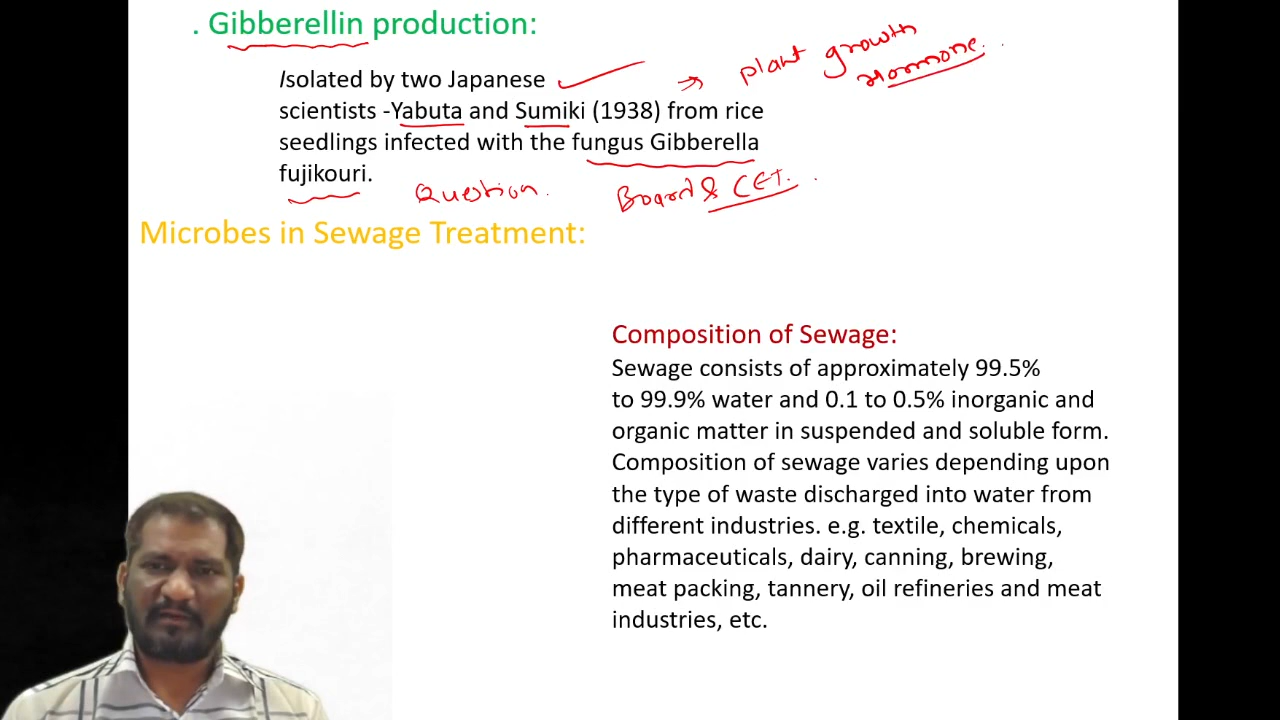 . Gibberellin production:
Isolated by two Japanese
scientists -Yabuta and Sumiki (1938) from rice
seedlings infected with the fungus Gibberella
fujikouri.
→ plant growth
Hormone.
Question.
Board & CET.
Microbes in Sewage Treatment:
Composition of Sewage:
Sewage consists of approximately 99.5%
to 99.9% water and 0.1 to 0.5% inorganic and
organic matter in suspended and soluble form.
Composition of sewage varies depending upon
the type of waste discharged into water from
different industries. e.g. textile, chemicals,
pharmaceuticals, dairy, canning, brewing,
meat packing, tannery, oil refineries and meat
industries, etc.